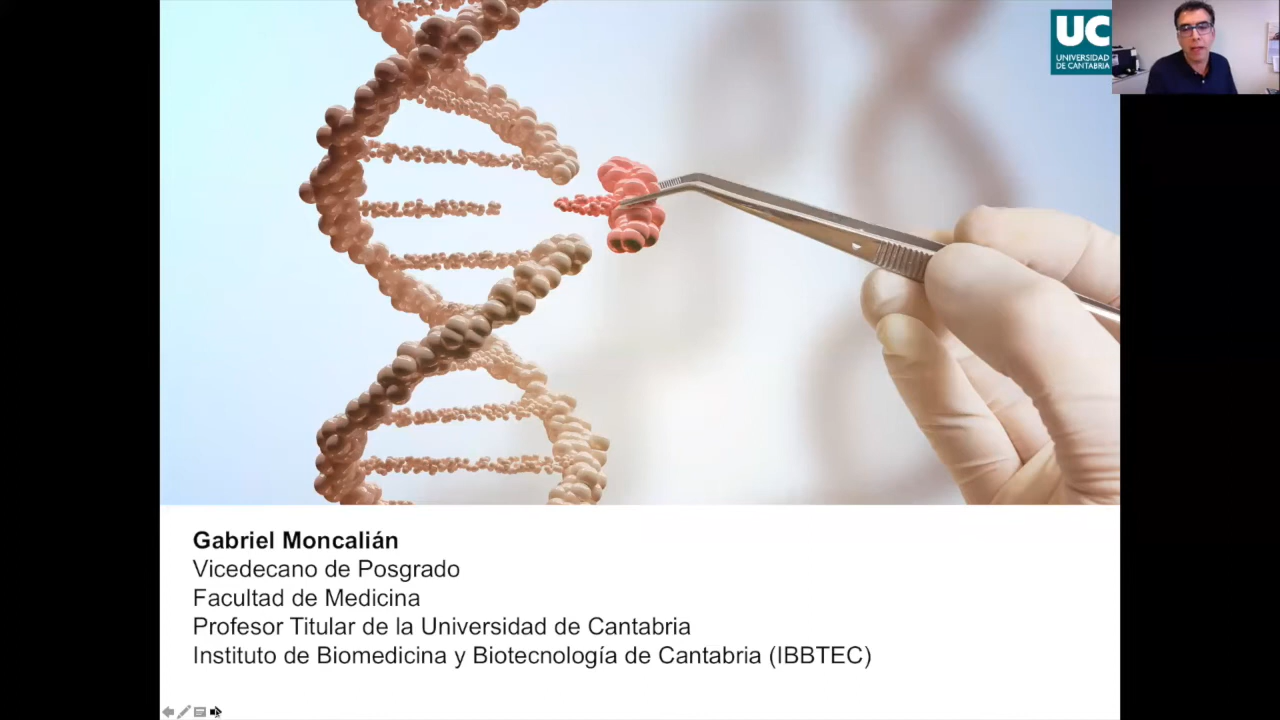 UC
UNIVERSIDAD
DE CANTABRIA
Gabriel Moncalián
Vicedecano de Posgrado
Facultad de Medicina
Profesor Titular de la Universidad de Cantabria
Instituto de Biomedicina y Biotecnología de Cantabria (IBBTEC)